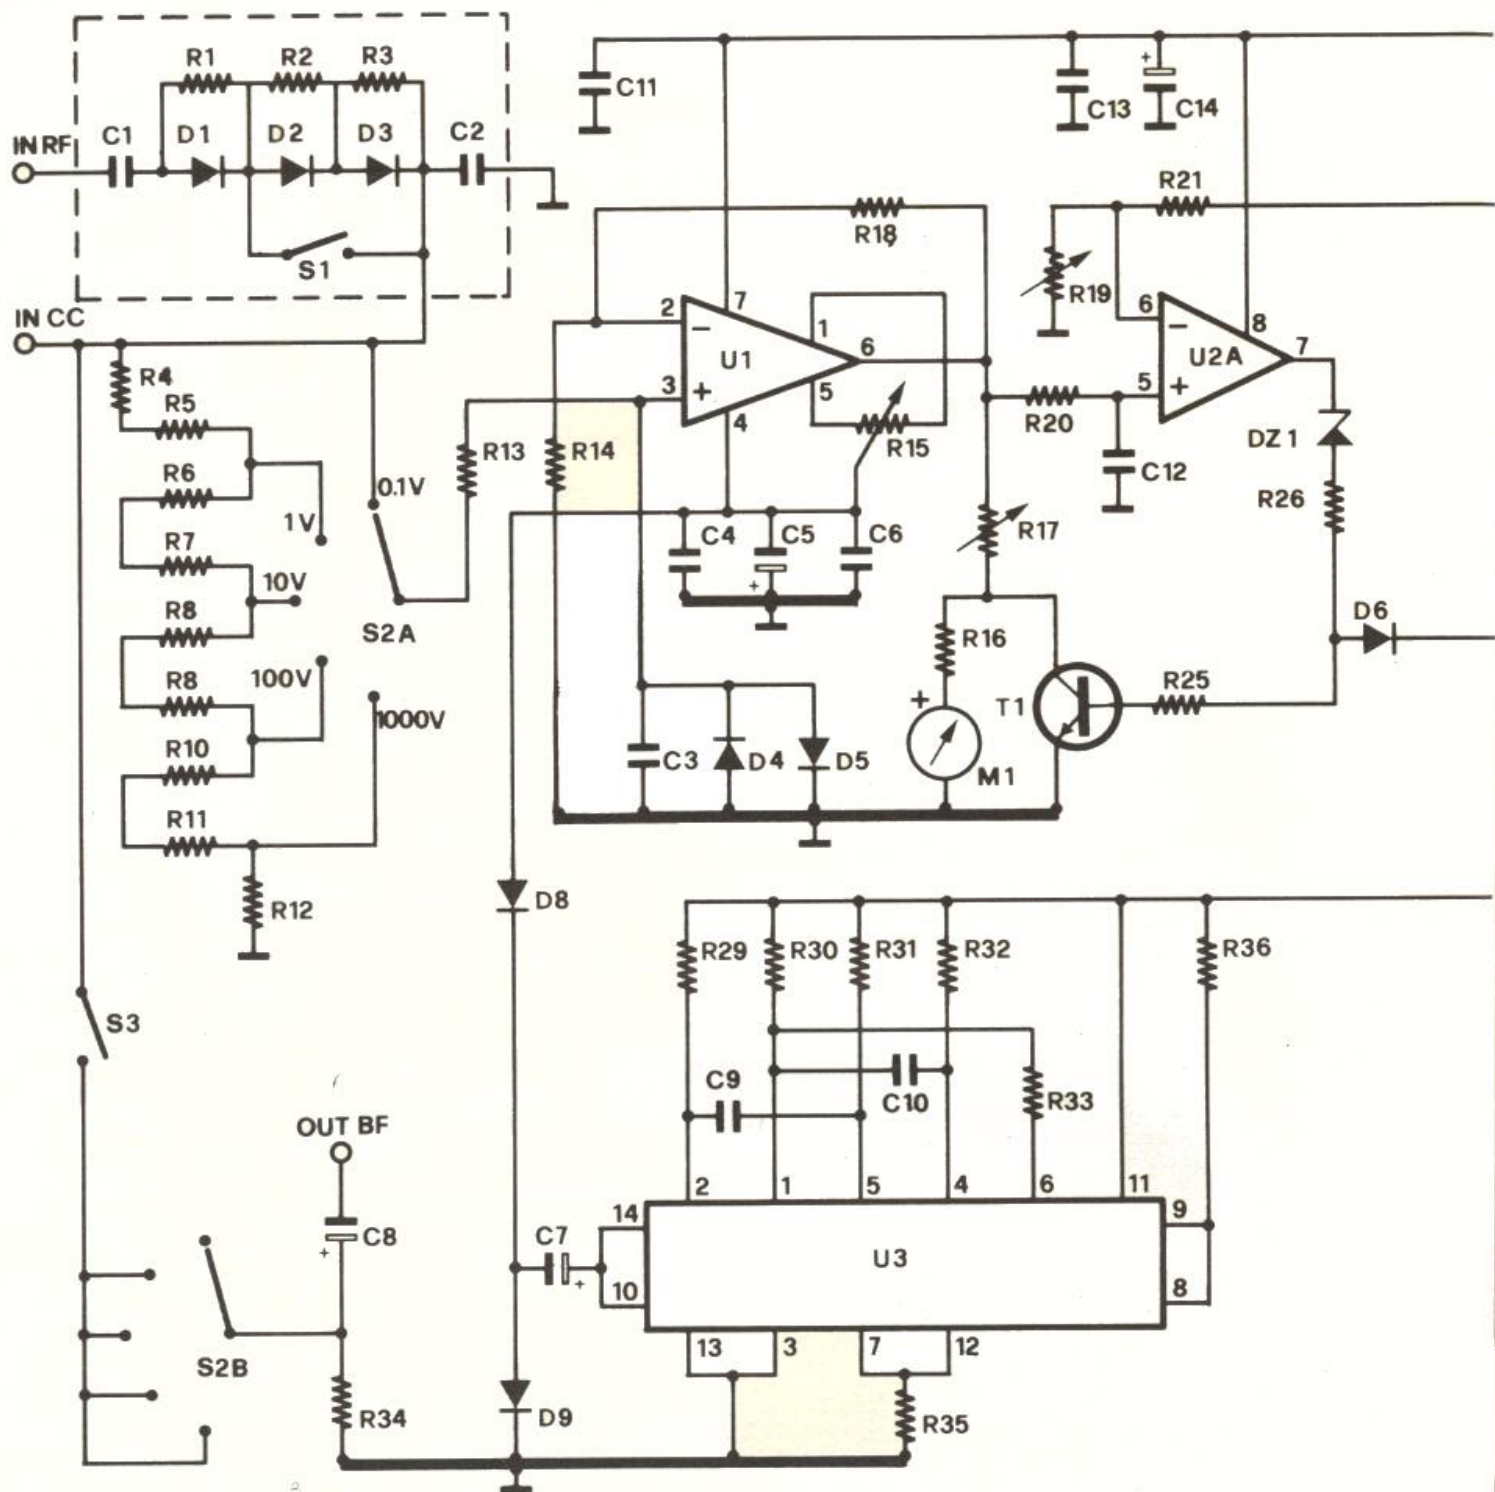 R1 R2 R3
C11
C13 C14
+
IN RF C1 D1 D2 D3 C2
S1
R18
R21
R19
IN CC
2 7 1 6
- U1
3 + 5
4
6 - 8
U2A 7
5 +
R4
R5
R6
R7
R8
R8
R10
R11
R12
0.1V
1V
10V
100V
1000V
S2A
R13 R14
R15
R20
C12
DZ1
R26
C4 C5 C6
+
R17
R16
D6
R25
T1
+
M1
C3 D4 D5
D8
R29 R30 R31 R32 R36
S3
C9
C10
R33
OUT BF
C8
+
2 1 5 4 6 11
C7
+
14
10
U3
9
8
13 3 7 12
S2B
R34
D9
R35